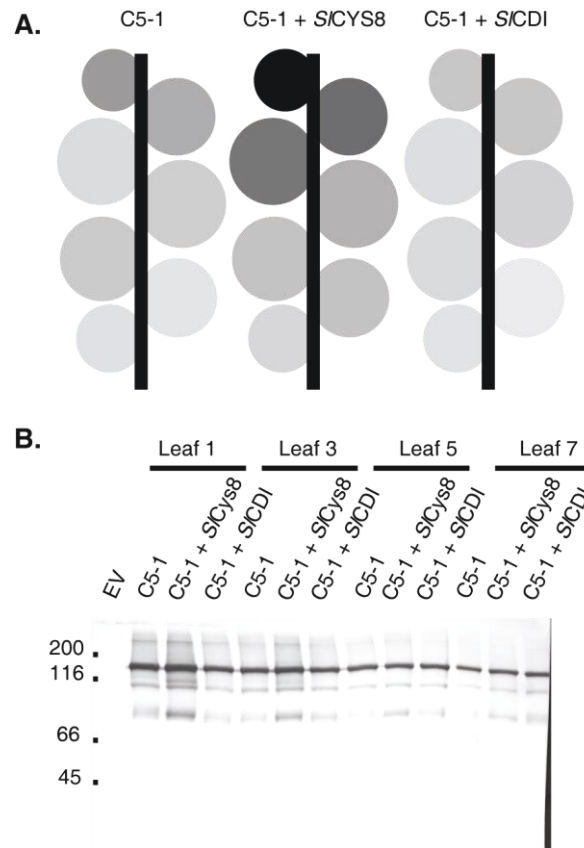 A.
C5-1 C5-1 + SlCYS8 C5-1 + SlCDI
B.
Leaf 1 Leaf 3 Leaf 5 Leaf 7
EV C5-1 C5-1 + SlCys8 C5-1 + SlCDI C5-1 C5-1 + SlCys8 C5-1 + SlCDI C5-1 C5-1 + SlCys8 C5-1 + SlCDI C5-1 C5-1 + SlCys8 C5-1 + SlCDI
200
116
66
45